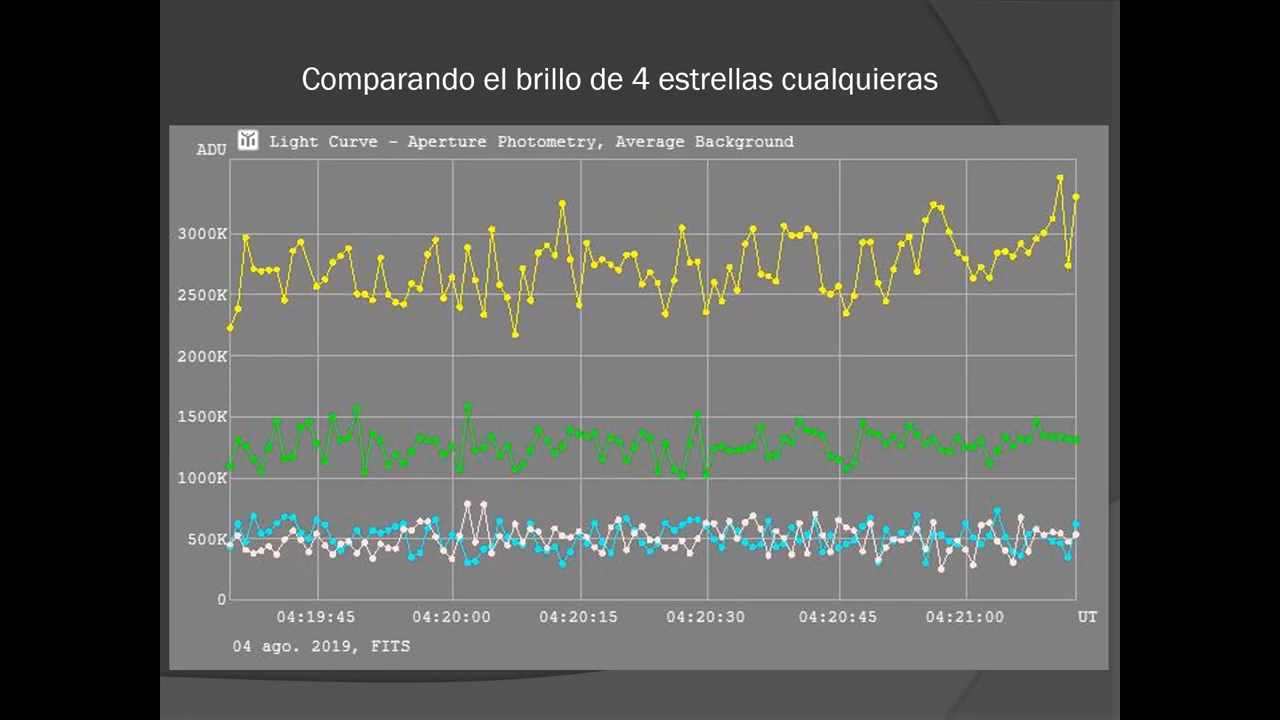 Comparando el brillo de 4 estrellas cualquieras
Light Curve - Aperture Photometry, Average Background
ADU
3000K
2500K
2000K
1500K
1000K
500K
0
04:19:45 04:20:00 04:20:15 04:20:30 04:20:45 04:21:00 UT
04 ago. 2019, FITS